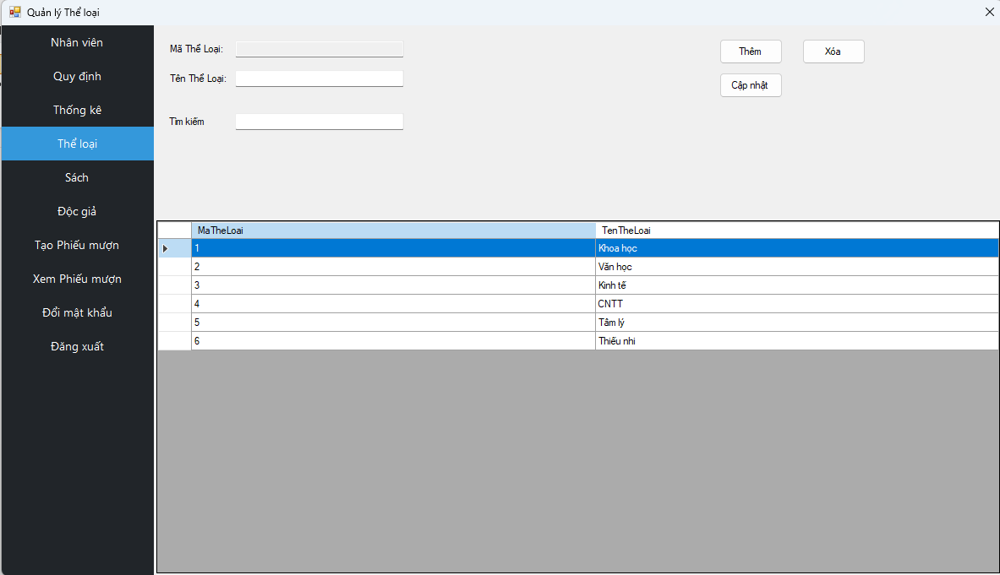 Quản lý Thể loại
Nhân viên
Quy định
Thống kê
Thể loại
Sách
Độc giả
Tạo Phiếu mượn
Xem Phiếu mượn
Đổi mật khẩu
Đăng xuất
Mã Thể Loại:
Tên Thể Loại:
Tìm kiếm
Thêm Xóa
Cập nhật
MaTheLoai TenTheLoai
1 Khoa học
2 Văn học
3 Kinh tế
4 CNTT
5 Tâm lý
6 Thiếu nhi